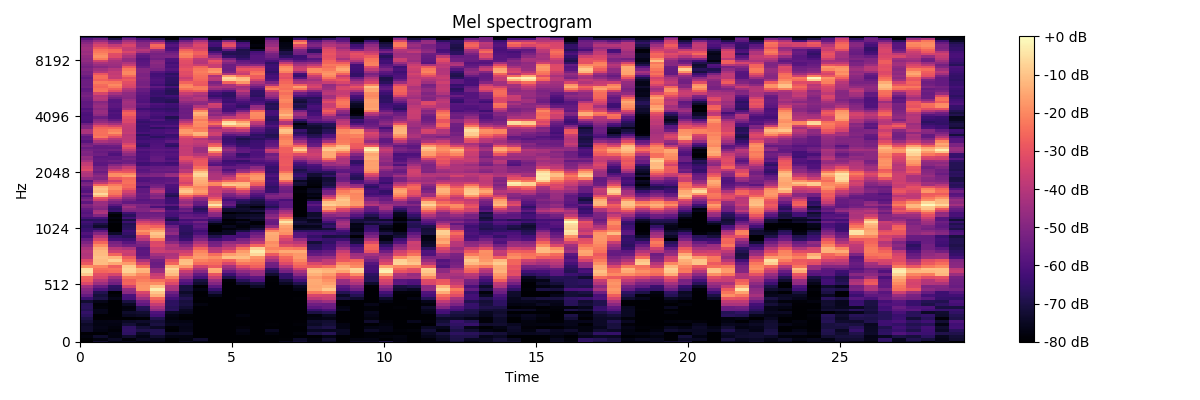 Mel spectrogram
Hz
8192
4096
2048
1024
512
0
0 5 10 15 20 25
Time
+0 dB
-10 dB
-20 dB
-30 dB
-40 dB
-50 dB
-60 dB
-70 dB
-80 dB